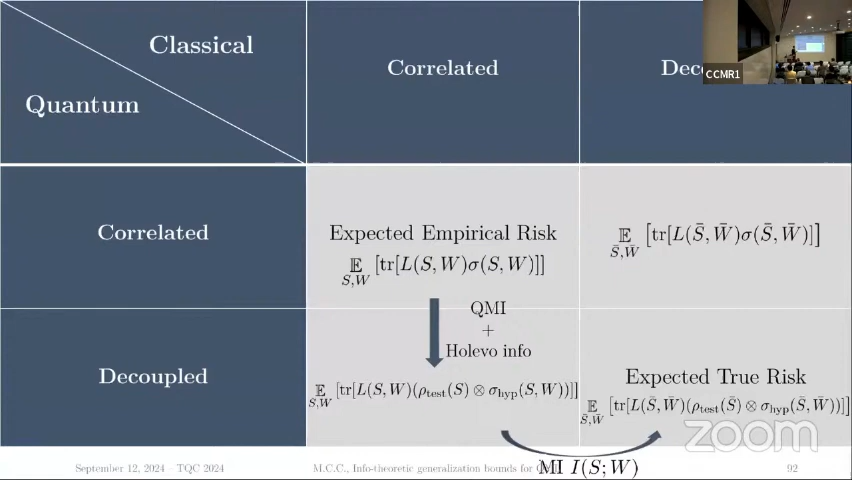 Classical
Quantum
Correlated
CCMR1
Correlated
Expected Empirical Risk
𝔼_{S,W} [tr[L(S,W)σ(S,W)]]
𝔼_{S̄,W̄} [tr[L(S̄,W̄)σ(S̄,W̄)]]
QMI
+
Holevo info
Decoupled
𝔼_{S,W} [tr[L(S,W)(ρ_test(S) ⊗ σ_hyp(S,W))]]
Expected True Risk
𝔼_{S̄,W̄} [tr[L(S̄,W̄)(ρ_test(S̄) ⊗ σ_hyp(S̄,W̄))]]
zoom
MI I(S;W)
September 12, 2024 – TQC 2024
M.C.C., Info-theoretic generalization bounds for
92